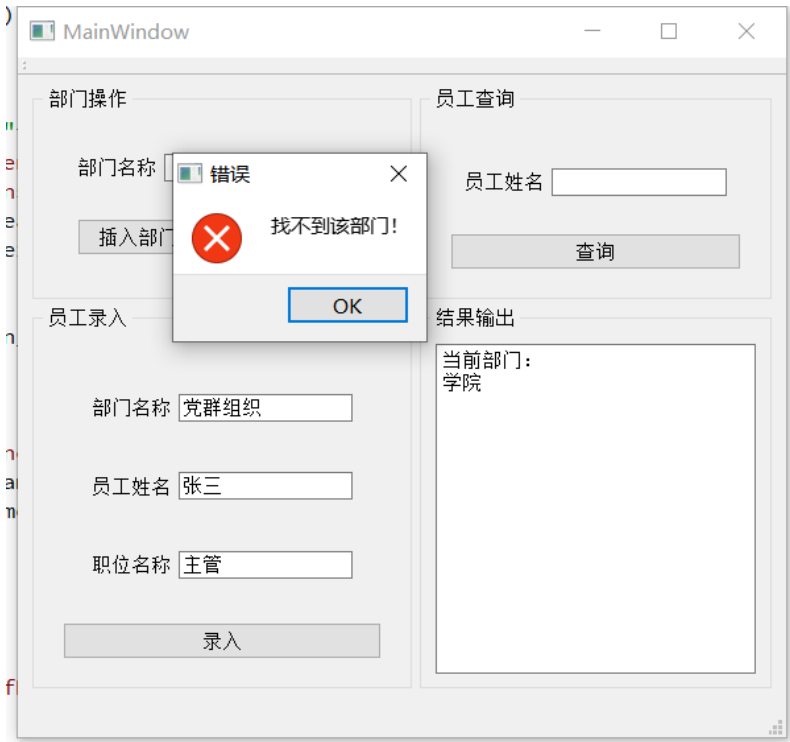 MainWindow
部门操作
部门名称
插入部门
错误
找不到该部门！
OK
员工查询
员工姓名
查询
员工录入
部门名称 党群组织
员工姓名 张三
职位名称 主管
录入
结果输出
当前部门：
学院